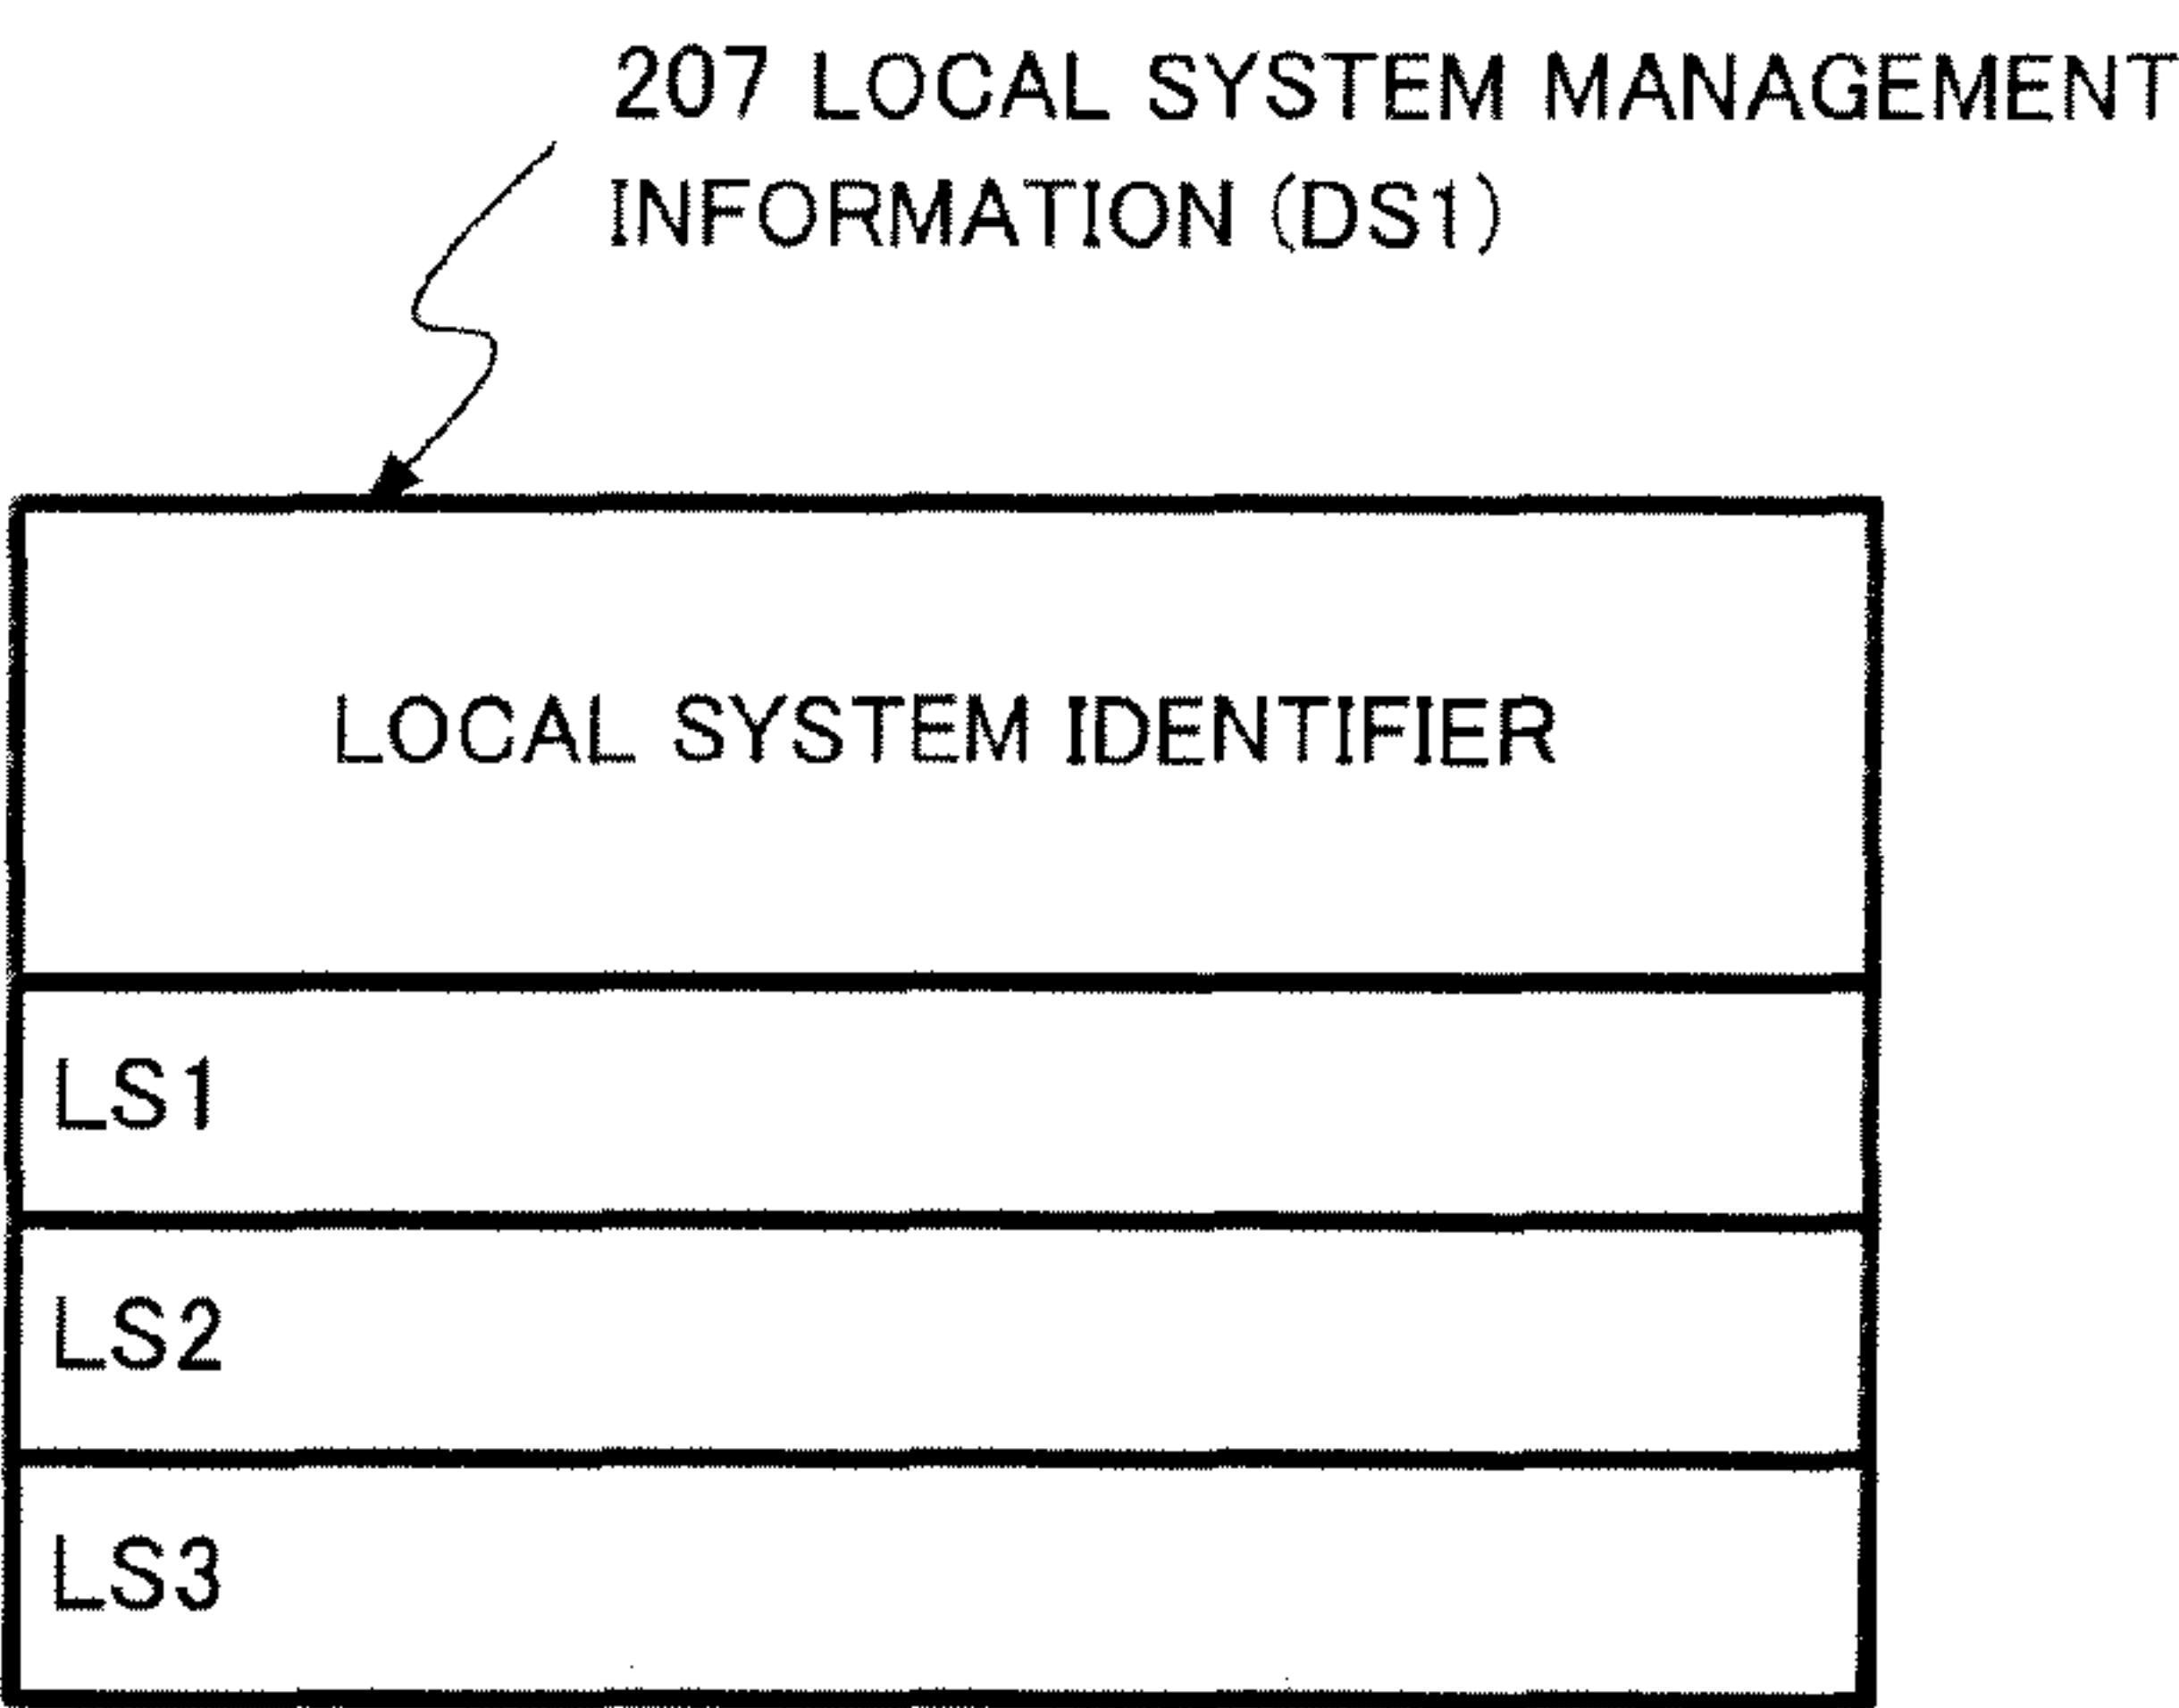 207 LOCAL SYSTEM MANAGEMENT
INFORMATION (DS1)
LOCAL SYSTEM IDENTIFIER
LS1
LS2
LS3